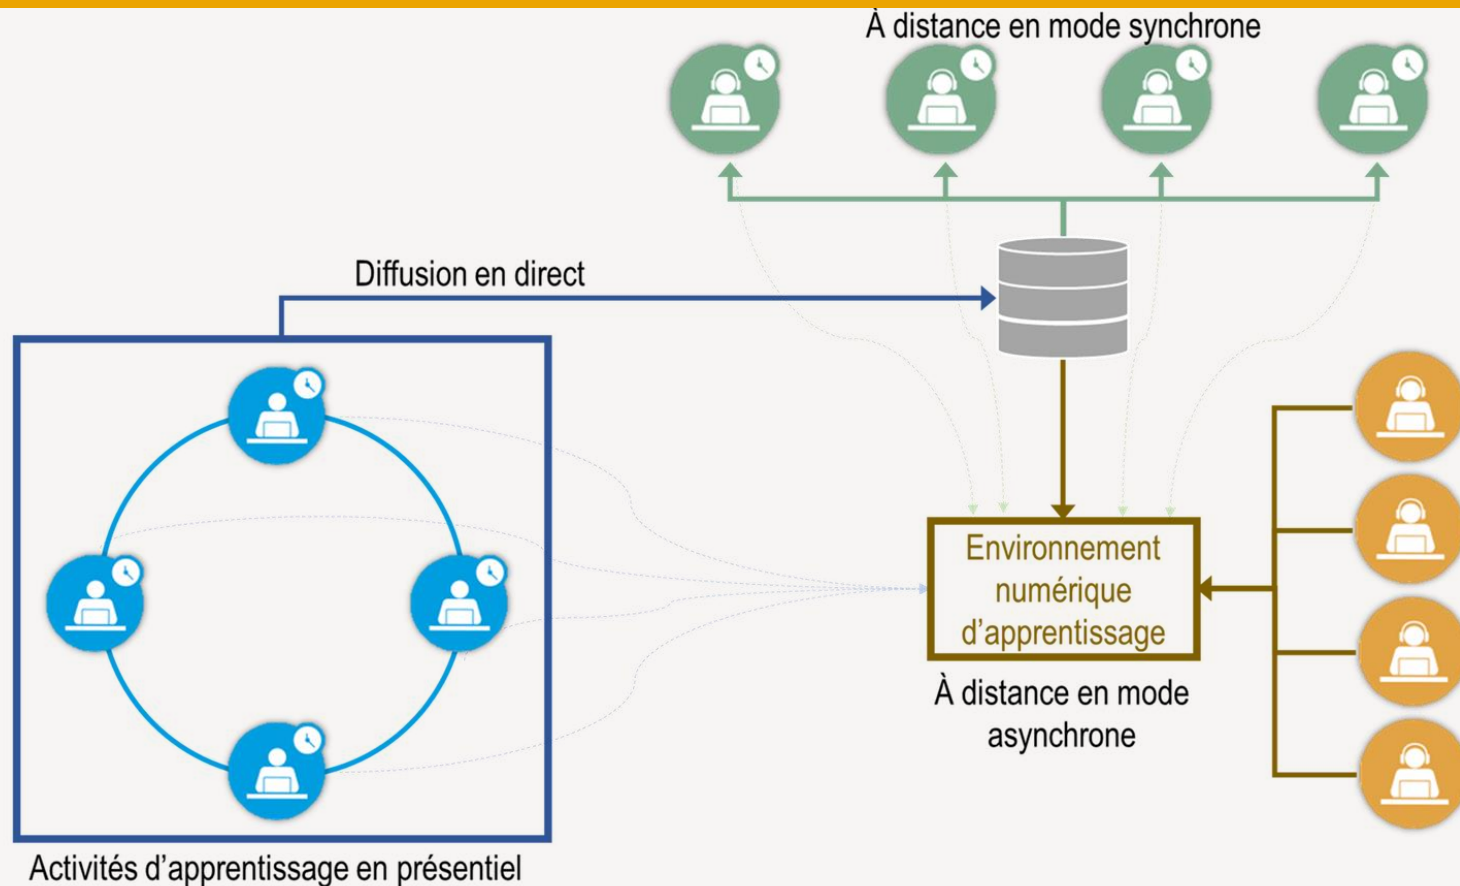 À distance en mode synchrone
Diffusion en direct
Environnement
numérique
d’apprentissage
À distance en mode
asynchrone
Activités d’apprentissage en présentiel